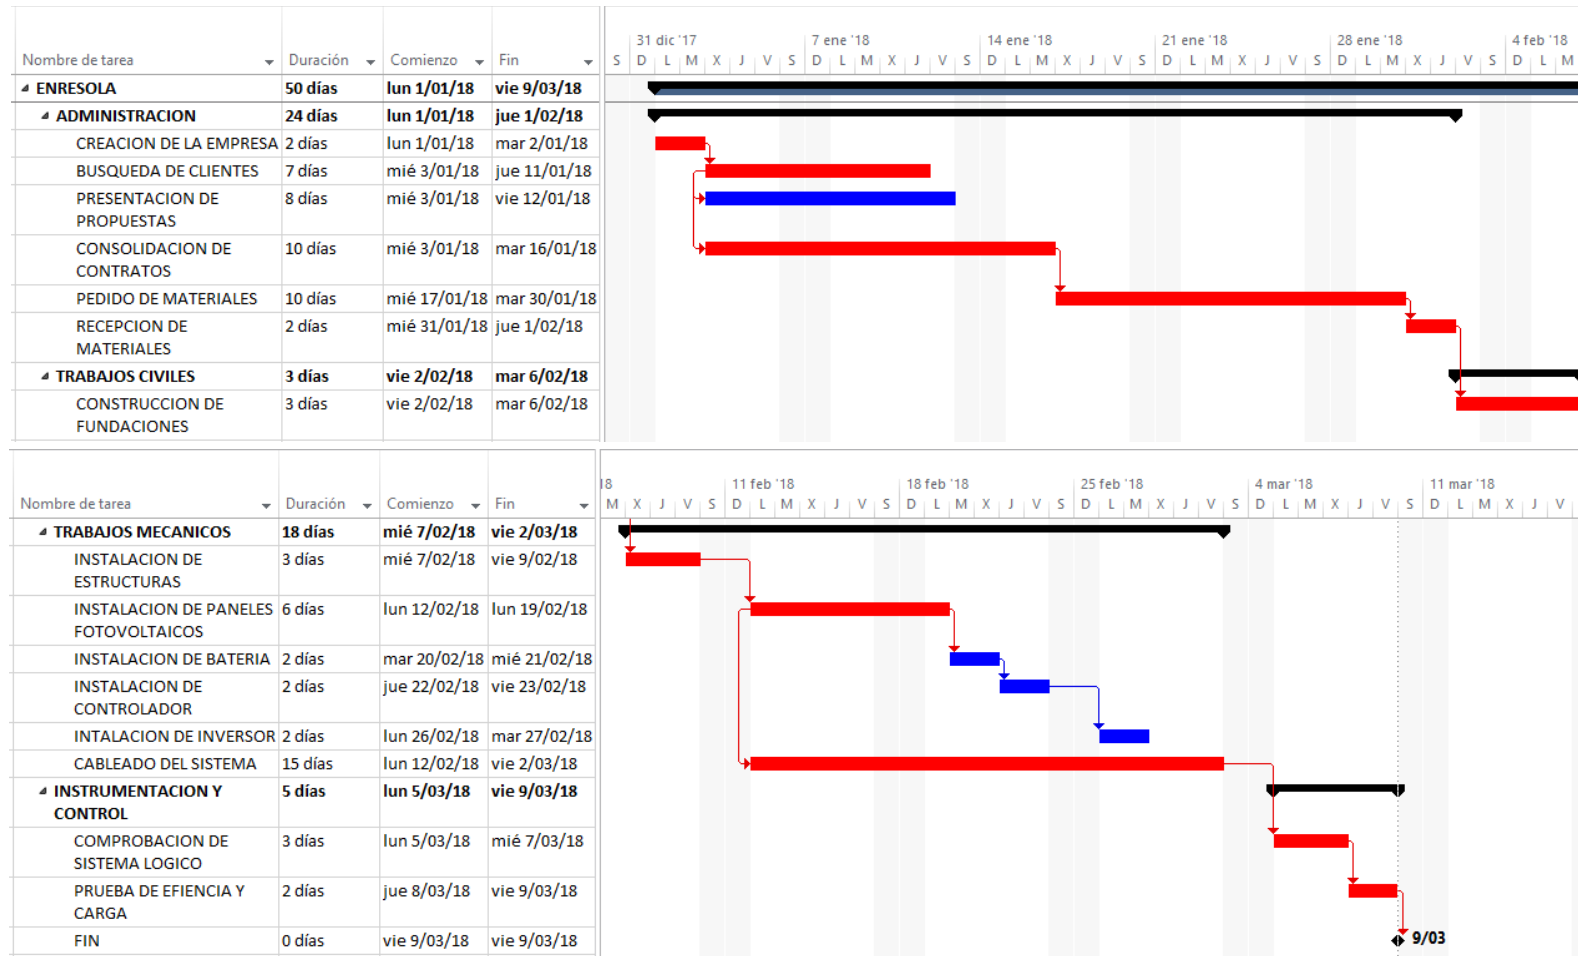 31 dic '17 7 ene '18 14 ene '18 21 ene '18 28 ene '18 4 feb '18
Nombre de tarea Duración Comienzo Fin S D L M X J V S D L M X J V S D L M X J V S D L M X J V S D L M X J V S D L M
ENRESOLA 50 días lun 1/01/18 vie 9/03/18
ADMINISTRACION 24 días lun 1/01/18 jue 1/02/18
CREACION DE LA EMPRESA 2 días lun 1/01/18 mar 2/01/18
BUSQUEDA DE CLIENTES 7 días mié 3/01/18 jue 11/01/18
PRESENTACION DE 8 días mié 3/01/18 vie 12/01/18
PROPUESTAS
CONSOLIDACION DE 10 días mié 3/01/18 mar 16/01/18
CONTRATOS
PEDIDO DE MATERIALES 10 días mié 17/01/18 mar 30/01/18
RECEPCION DE 2 días mié 31/01/18 jue 1/02/18
MATERIALES
TRABAJOS CIVILES 3 días vie 2/02/18 mar 6/02/18
CONSTRUCCION DE 3 días vie 2/02/18 mar 6/02/18
FUNDACIONES
18 11 feb '18 18 feb '18 25 feb '18 4 mar '18 11 mar '18
Nombre de tarea Duración Comienzo Fin M X J V S D L M X J V S D L M X J V S D L M X J V S D L M X J V S D L M X J V
TRABAJOS MECANICOS 18 días mié 7/02/18 vie 2/03/18
INSTALACION DE 3 días mié 7/02/18 vie 9/02/18
ESTRUCTURAS
INSTALACION DE PANELES 6 días lun 12/02/18 lun 19/02/18
FOTOVOLTAICOS
INSTALACION DE BATERIA 2 días mar 20/02/18 mié 21/02/18
INSTALACION DE 2 días jue 22/02/18 vie 23/02/18
CONTROLADOR
INTALACION DE INVERSOR 2 días lun 26/02/18 mar 27/02/18
CABLEADO DEL SISTEMA 15 días lun 12/02/18 vie 2/03/18
INSTRUMENTACION Y 5 días lun 5/03/18 vie 9/03/18
CONTROL
COMPROBACION DE 3 días lun 5/03/18 mié 7/03/18
SISTEMA LOGICO
PRUEBA DE EFIENCIA Y 2 días jue 8/03/18 vie 9/03/18
CARGA
FIN 0 días vie 9/03/18 vie 9/03/18 9/03